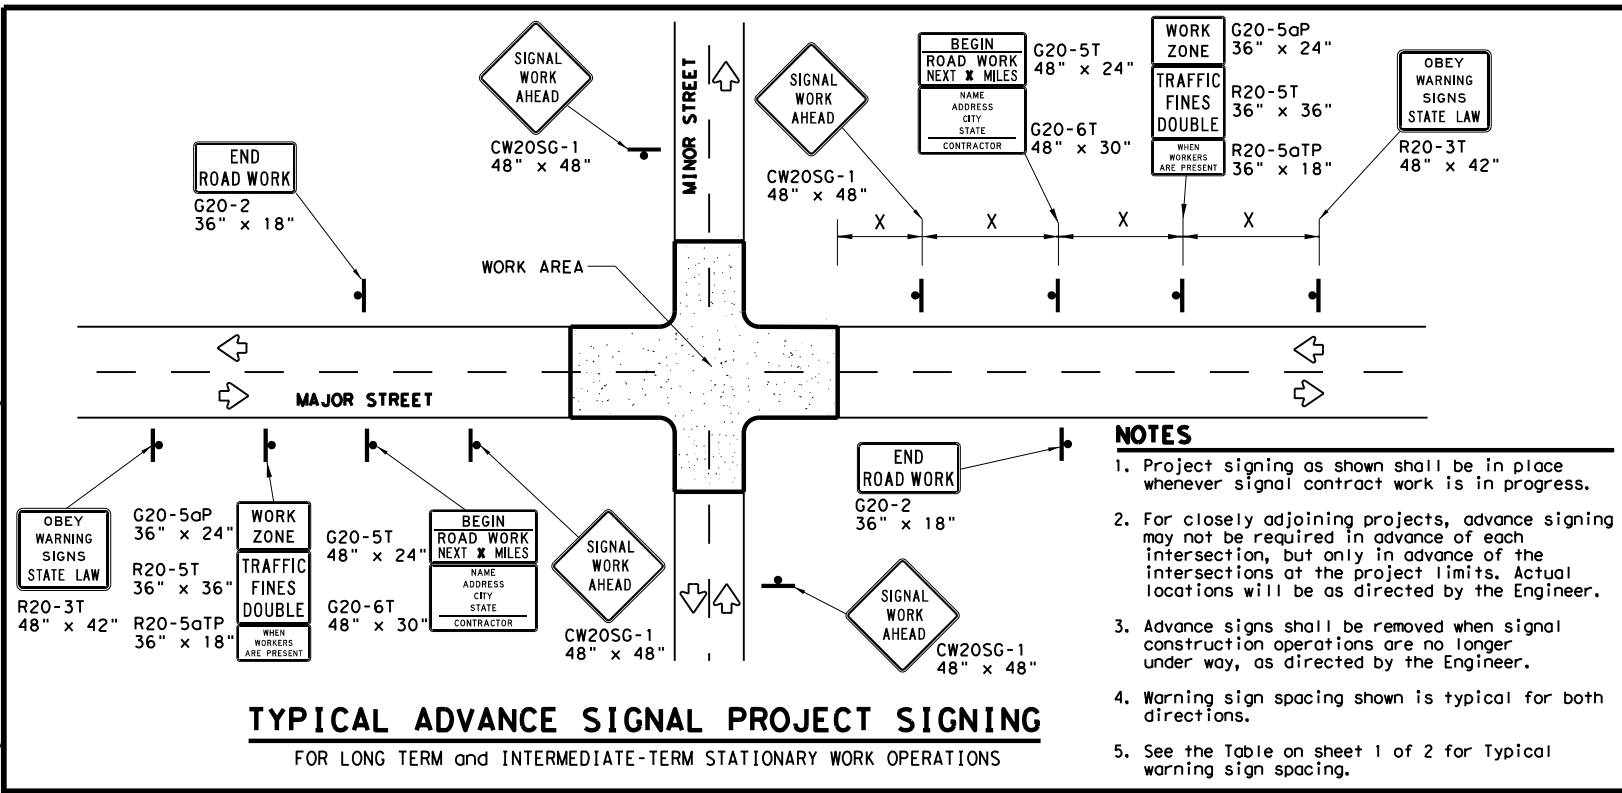 SIGNAL
WORK
AHEAD
CW20SG-1
48" x 48"
END
ROAD WORK
G20-2
36" x 18"
MINOR STREET
SIGNAL
WORK
AHEAD
CW20SG-1
48" x 48"
BEGIN
ROAD WORK
NEXT X MILES
NAME
ADDRESS
CITY
STATE
CONTRACTOR
G20-5T
48" x 24"
G20-6T
48" x 30"
WORK
ZONE
TRAFFIC
FINES
DOUBLE
WHEN
WORKERS
ARE PRESENT
G20-5aP
36" x 24"
R20-5T
36" x 36"
R20-5aTP
36" x 18"
OBEY
WARNING
SIGNS
STATE LAW
R20-3T
48" x 42"
X
X
X
X
WORK AREA
MAJOR STREET
OBEY
WARNING
SIGNS
STATE LAW
R20-3T
48" x 42"
G20-5aP
36" x 24"
R20-5T
36" x 36"
R20-5aTP
36" x 18"
WORK
ZONE
TRAFFIC
FINES
DOUBLE
WHEN
WORKERS
ARE PRESENT
G20-5T
48" x 24"
G20-6T
48" x 30"
BEGIN
ROAD WORK
NEXT X MILES
NAME
ADDRESS
CITY
STATE
CONTRACTOR
SIGNAL
WORK
AHEAD
CW20SG-1
48" x 48"
END
ROAD WORK
G20-2
36" x 18"
SIGNAL
WORK
AHEAD
CW20SG-1
48" x 48"
TYPICAL ADVANCE SIGNAL PROJECT SIGNING
FOR LONG TERM and INTERMEDIATE-TERM STATIONARY WORK OPERATIONS
NOTES
1. Project signing as shown shall be in place
whenever signal contract work is in progress.
2. For closely adjoining projects, advance signing
may not be required in advance of each
intersection, but only in advance of the
intersections at the project limits. Actual
locations will be as directed by the Engineer.
3. Advance signs shall be removed when signal
construction operations are no longer
under way, as directed by the Engineer.
4. Warning sign spacing shown is typical for both
directions.
5. See the Table on sheet 1 of 2 for Typical
warning sign spacing.